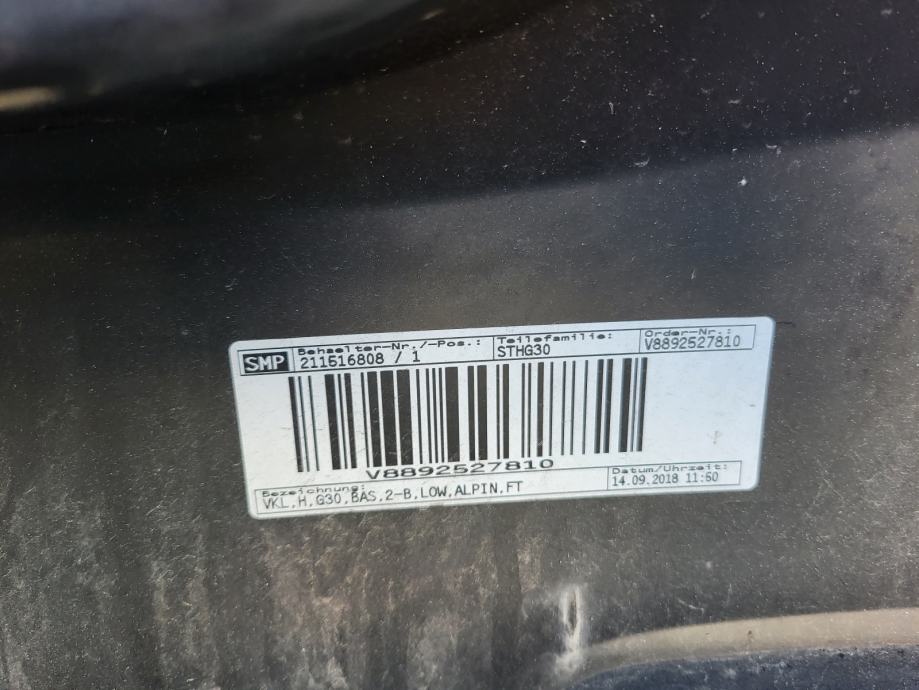 SMP
Behaelter-Nr./-Pos.:
211516808 / 1
Teilefamilie:
STHG30
Order-Nr.:
V8892527810
V8892527810
Bezeichnung:
VKL,H,G30,BAS,2-B,LOW,ALPIN,FT
Datum/Uhrzeit:
14.09.2018 11:50